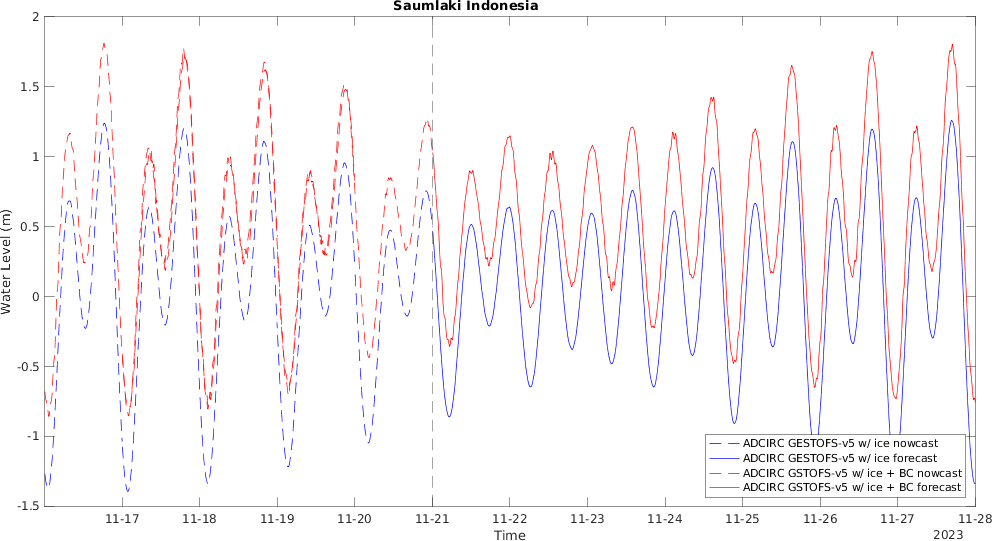 Saumlaki Indonesia
2
1.5
1
0.5
0
-0.5
-1
-1.5
Water Level (m)
ADCIRC GESTOFS-v5 w/ ice nowcast
ADCIRC GESTOFS-v5 w/ ice forecast
ADCIRC GSTOFS-v5 w/ ice + BC nowcast
ADCIRC GSTOFS-v5 w/ ice + BC forecast
11-17 11-18 11-19 11-20 11-21 11-22 11-23 11-24 11-25 11-26 11-27 11-28
Time
2023